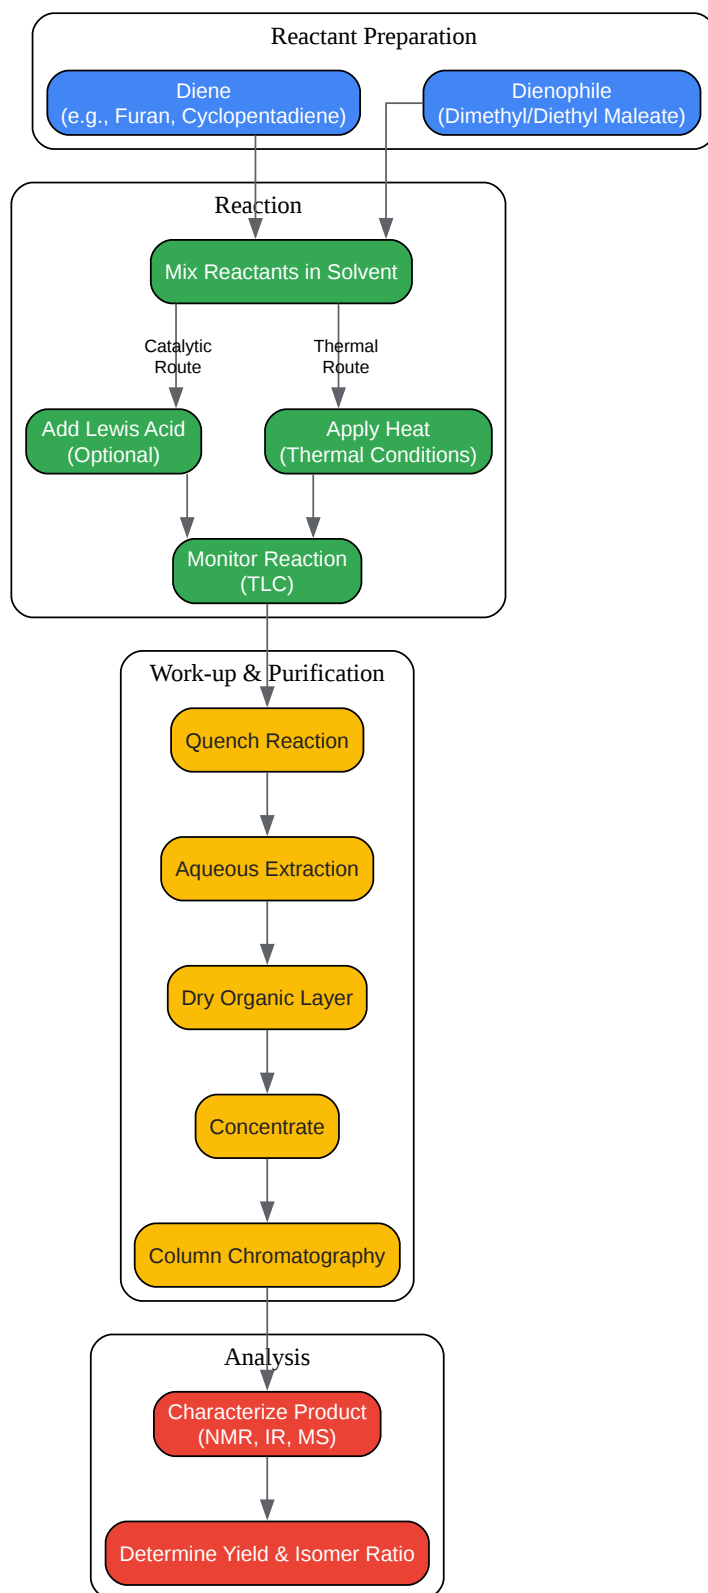 Reactant Preparation
Diene
(e.g., Furan, Cyclopentadiene)
Dienophile
(Dimethyl/Diethyl Maleate)
Reaction
Mix Reactants in Solvent
Catalytic
Route
Thermal
Route
Add Lewis Acid
(Optional)
Apply Heat
(Thermal Conditions)
Monitor Reaction
(TLC)
Work-up & Purification
Quench Reaction
Aqueous Extraction
Dry Organic Layer
Concentrate
Column Chromatography
Analysis
Characterize Product
(NMR, IR, MS)
Determine Yield & Isomer Ratio